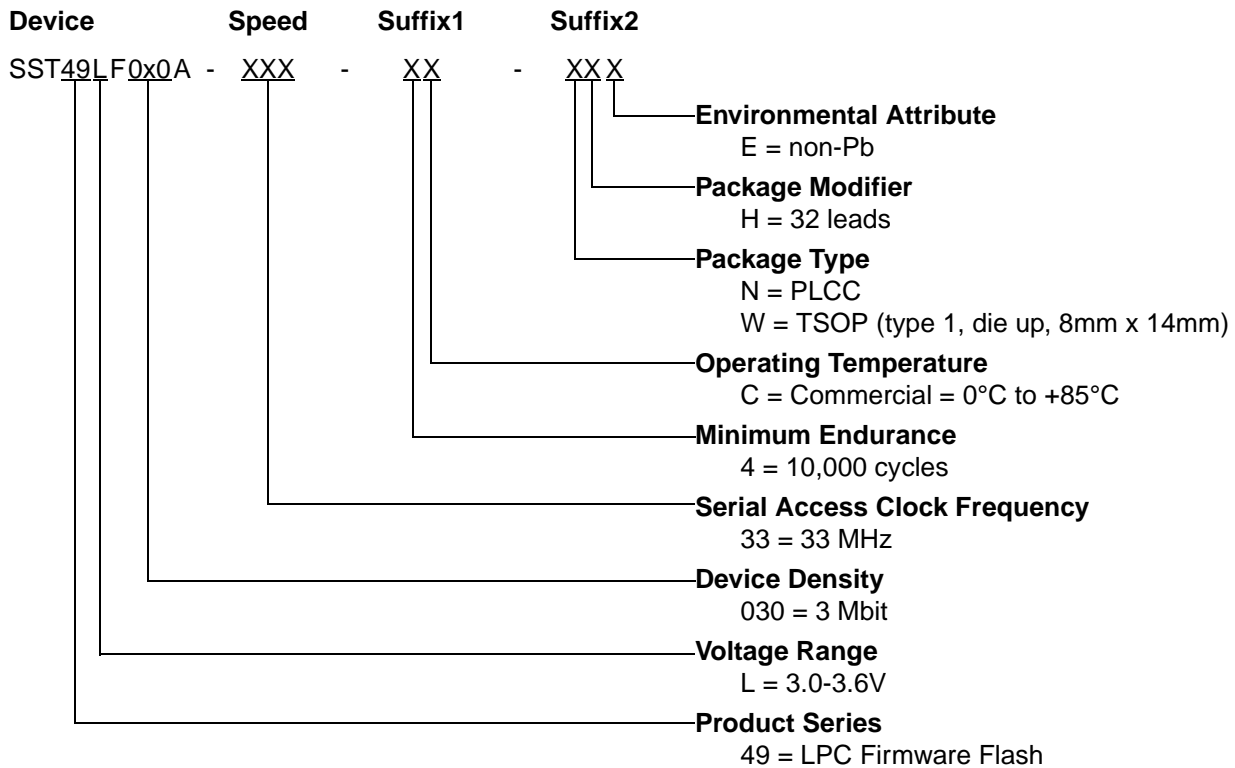 Device Speed Suffix1 Suffix2
SST49LF0x0A - XXX - XX - XXX
Environmental Attribute
E = non-Pb
Package Modifier
H = 32 leads
Package Type
N = PLCC
W = TSOP (type 1, die up, 8mm x 14mm)
Operating Temperature
C = Commercial = 0°C to +85°C
Minimum Endurance
4 = 10,000 cycles
Serial Access Clock Frequency
33 = 33 MHz
Device Density
030 = 3 Mbit
Voltage Range
L = 3.0-3.6V
Product Series
49 = LPC Firmware Flash